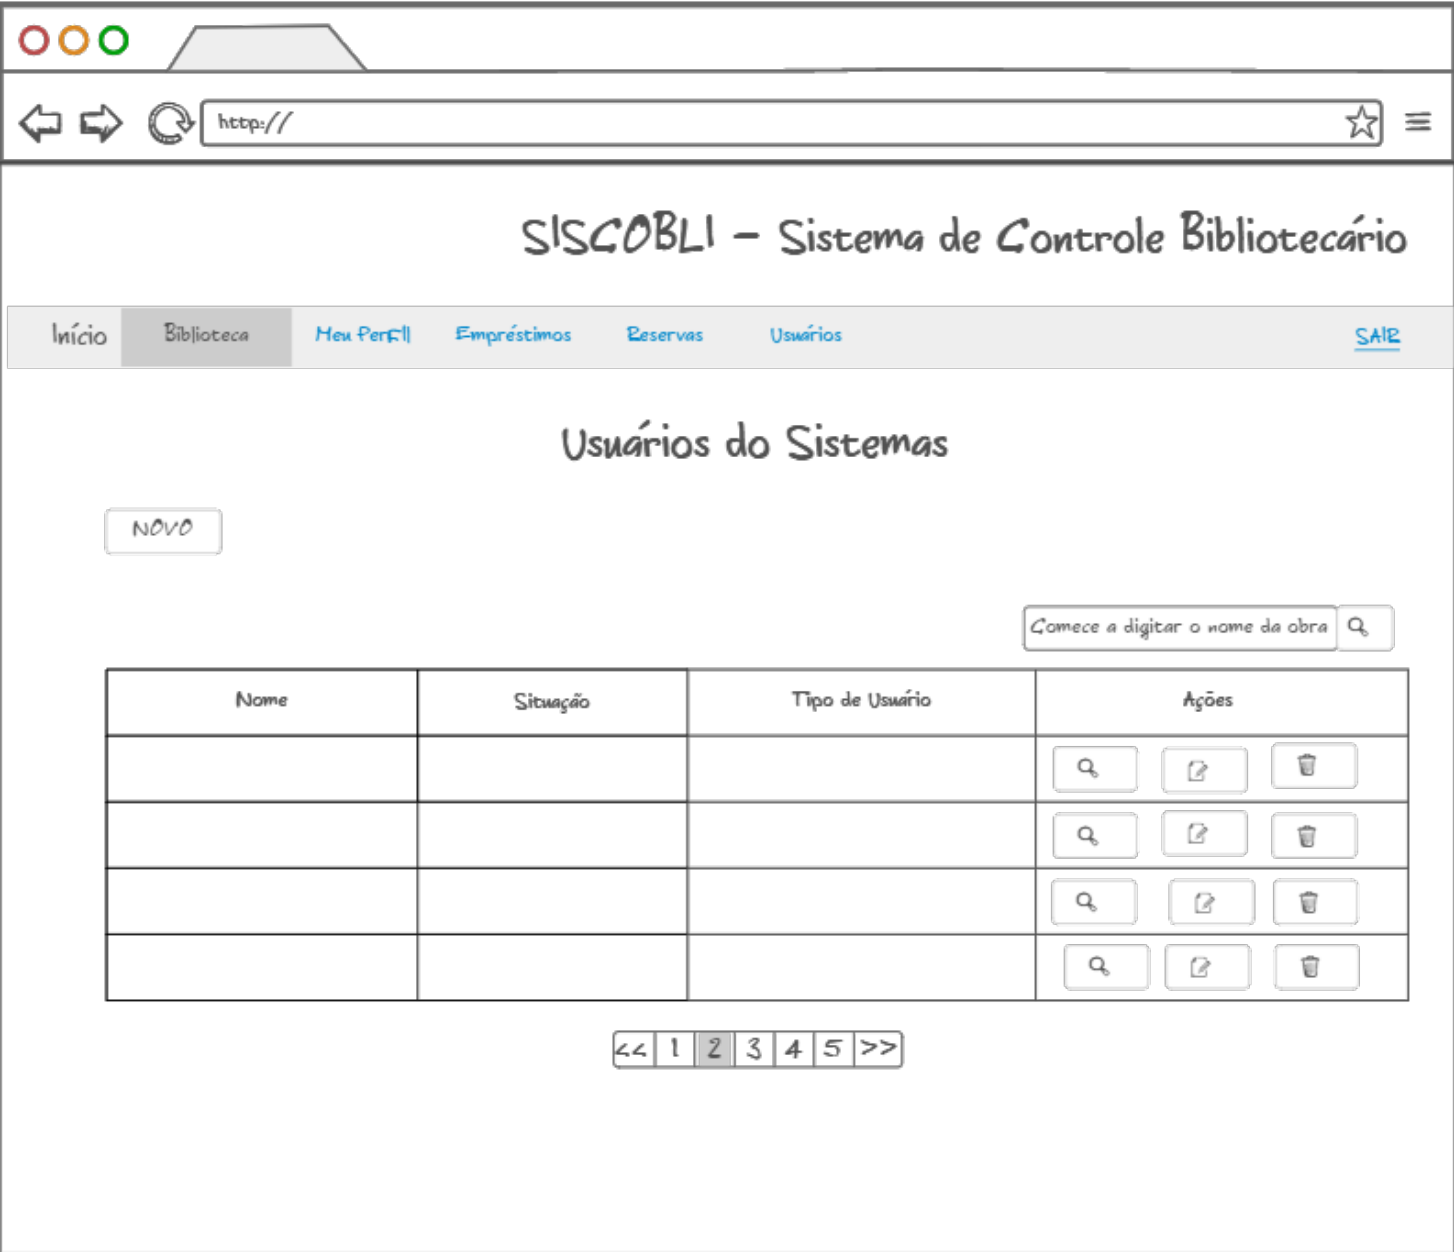 http://
SISCOBLI - Sistema de Controle Bibliotecário
Início Biblioteca Meu Perfil Empréstimos Reservas Usuários SAIR
Usuários do Sistemas
NOVO
Comece a digitar o nome da obra
Nome Situação Tipo de Usuário Ações
<< 1 2 3 4 5 >>